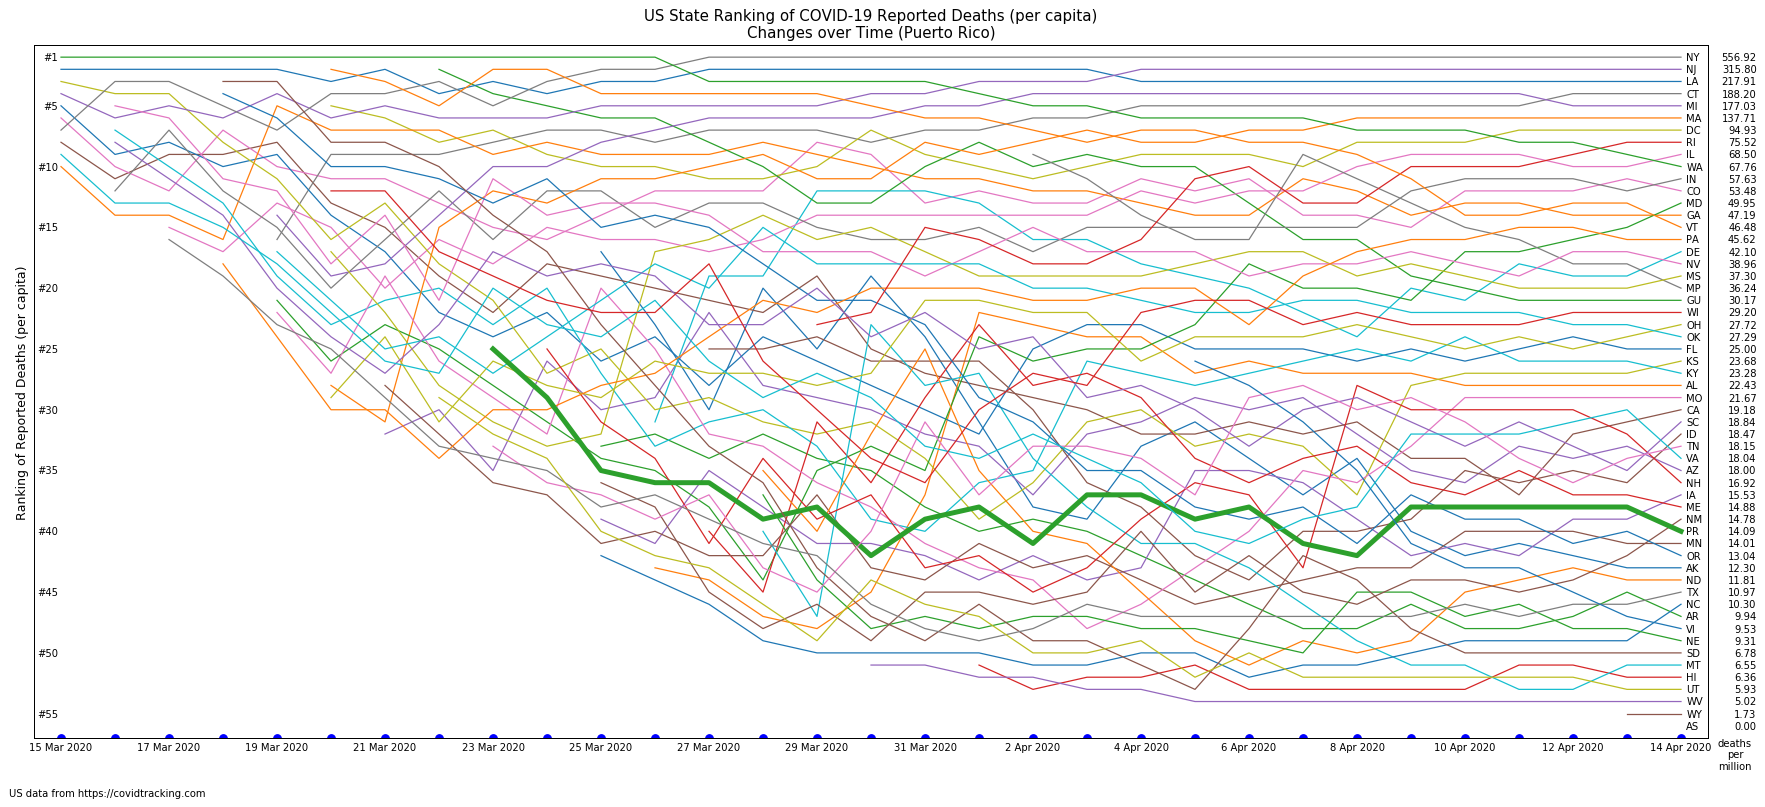 US State Ranking of COVID-19 Reported Deaths (per capita)
Changes over Time (Puerto Rico)
Ranking of Reported Deaths (per capita)
#1
#5
#10
#15
#20
#25
#30
#35
#40
#45
#50
#55
NY 556.92
NJ 315.80
LA 217.91
CT 188.20
MI 177.03
MA 137.71
DC 94.93
RI 75.52
IL 68.50
WA 67.76
IN 57.63
CO 53.48
MD 49.95
GA 47.19
VT 46.48
PA 45.62
DE 42.10
NV 38.96
MS 37.30
MP 36.24
GU 30.17
WI 29.20
OH 27.72
OK 27.29
FL 25.00
KS 23.68
KY 23.28
AL 22.43
MO 21.67
CA 19.18
SC 18.84
ID 18.47
TN 18.15
VA 18.04
AZ 18.00
NH 16.92
IA 15.53
ME 14.88
NM 14.78
PR 14.09
MN 14.01
OR 13.04
AK 12.30
ND 11.81
TX 10.97
NC 10.30
AR 9.94
VI 9.53
NE 9.31
SD 6.78
MT 6.55
HI 6.36
UT 5.93
WV 5.02
WY 1.73
AS 0.00
15 Mar 2020 17 Mar 2020 19 Mar 2020 21 Mar 2020 23 Mar 2020 25 Mar 2020 27 Mar 2020 29 Mar 2020 31 Mar 2020 2 Apr 2020 4 Apr 2020 6 Apr 2020 8 Apr 2020 10 Apr 2020 12 Apr 2020 14 Apr 2020
deaths
per
million
US data from https://covidtracking.com